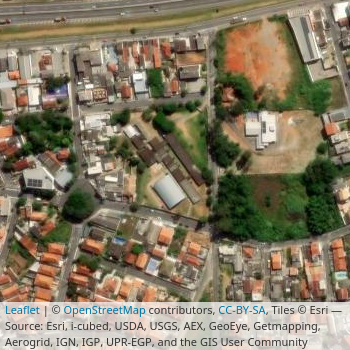 Leaflet | © OpenStreetMap contributors, CC-BY-SA, Tiles © Esri —
Source: Esri, i-cubed, USDA, USGS, AEX, GeoEye, Getmapping,
Aerogrid, IGN, IGP, UPR-EGP, and the GIS User Community